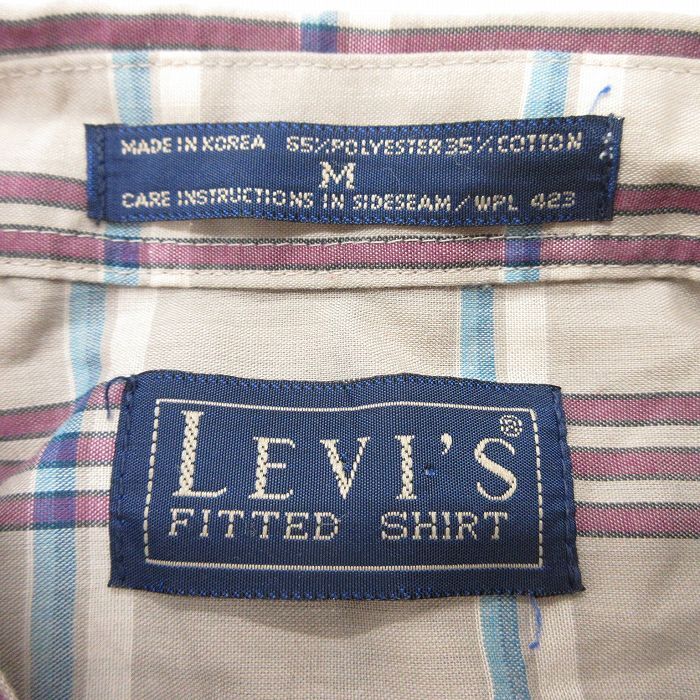 MADE IN KOREA 65%POLYESTER 35%COTTON
M
CARE INSTRUCTIONS IN SIDESEAM/WPL 423
LEVI'S®
FITTED SHIRT